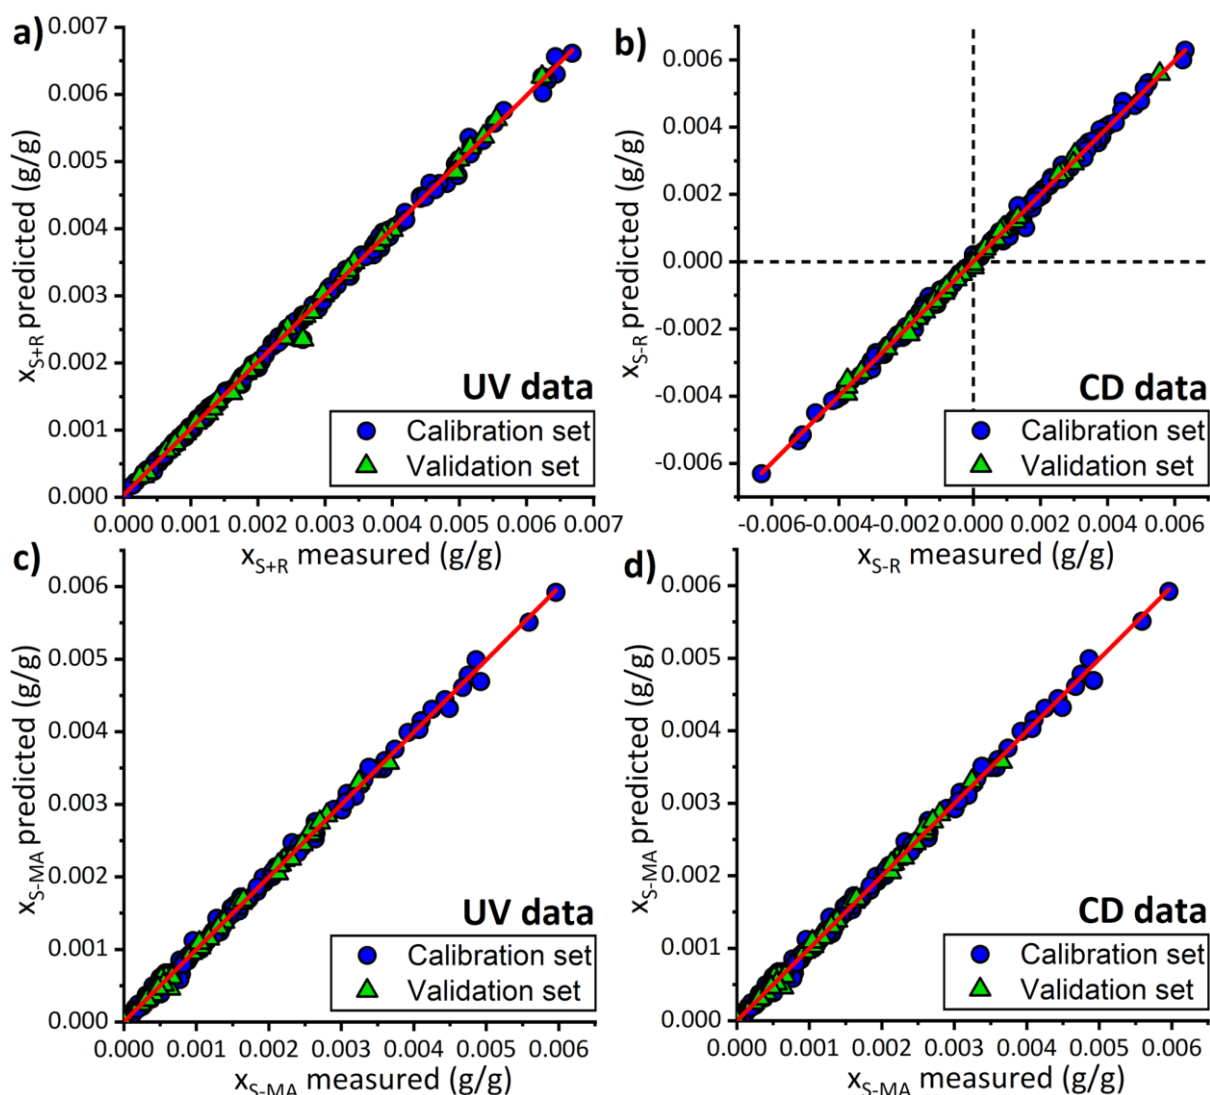 a)
0.007
0.006
0.005
0.004
0.003
0.002
0.001
0.000
x_S+R predicted (g/g)
UV data
Calibration set
Validation set
0.000 0.001 0.002 0.003 0.004 0.005 0.006 0.007
x_S+R measured (g/g)
b)
0.006
0.004
0.002
0.000
-0.002
-0.004
-0.006
x_S-R predicted (g/g)
CD data
Calibration set
Validation set
-0.006 -0.004 -0.002 0.000 0.002 0.004 0.006
x_S-R measured (g/g)
c)
0.006
0.005
0.004
0.003
0.002
0.001
0.000
x_S-MA predicted (g/g)
UV data
Calibration set
Validation set
0.000 0.001 0.002 0.003 0.004 0.005 0.006
x_S-MA measured (g/g)
d)
0.006
0.005
0.004
0.003
0.002
0.001
0.000
x_S-MA predicted (g/g)
CD data
Calibration set
Validation set
0.000 0.001 0.002 0.003 0.004 0.005 0.006
x_S-MA measured (g/g)